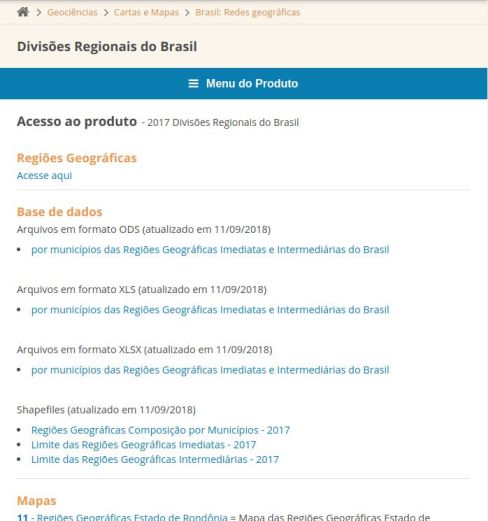 Geociências > Cartas e Mapas > Brasil: Redes geográficas
Divisões Regionais do Brasil
Menu do Produto
Acesso ao produto - 2017 Divisões Regionais do Brasil
Regiões Geográficas
Acesse aqui
Base de dados
Arquivos em formato ODS (atualizado em 11/09/2018)
• por municípios das Regiões Geográficas Imediatas e Intermediárias do Brasil
Arquivos em formato XLS (atualizado em 11/09/2018)
• por municípios das Regiões Geográficas Imediatas e Intermediárias do Brasil
Arquivos em formato XLSX (atualizado em 11/09/2018)
• por municípios das Regiões Geográficas Imediatas e Intermediárias do Brasil
Shapefiles (atualizado em 11/09/2018)
• Regiões Geográficas Composição por Municípios - 2017
• Limite das Regiões Geográficas Imediatas - 2017
• Limite das Regiões Geográficas Intermediárias - 2017
Mapas
11 - Regiões Geográficas Estado de Rondônia = Mapa das Regiões Geográficas Estado de